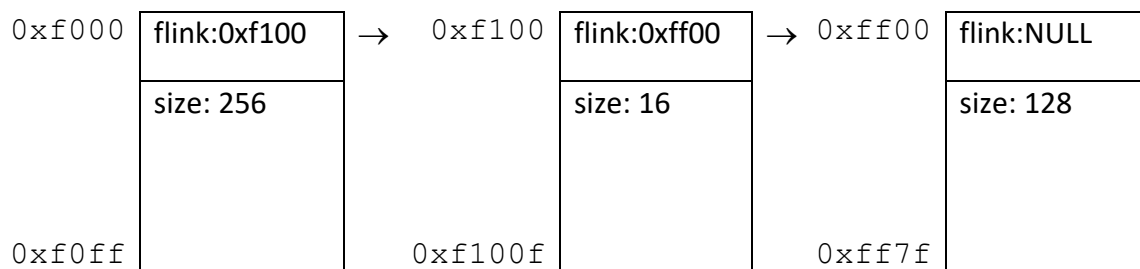 0xf000 flink:0xf100 → 0xf100 flink:0xff00 → 0xff00 flink:NULL
size: 256 size: 16 size: 128
0xf0ff 0xf100f 0xff7f